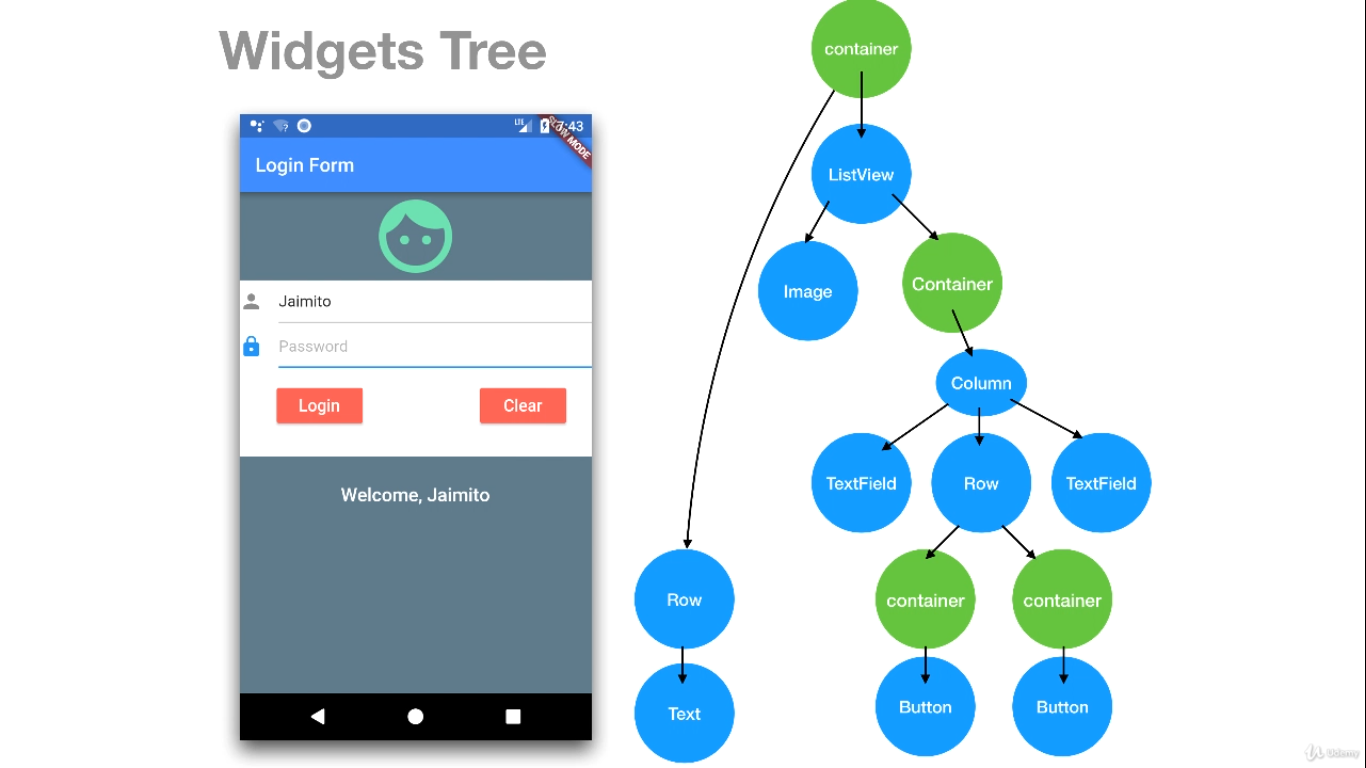 Widgets Tree
LTE
7:43
SLOW MODE
Login Form
Jaimito
Password
Login
Clear
Welcome, Jaimito
container
ListView
Image
Container
Column
TextField
Row
TextField
Row
container
container
Text
Button
Button
Udemy